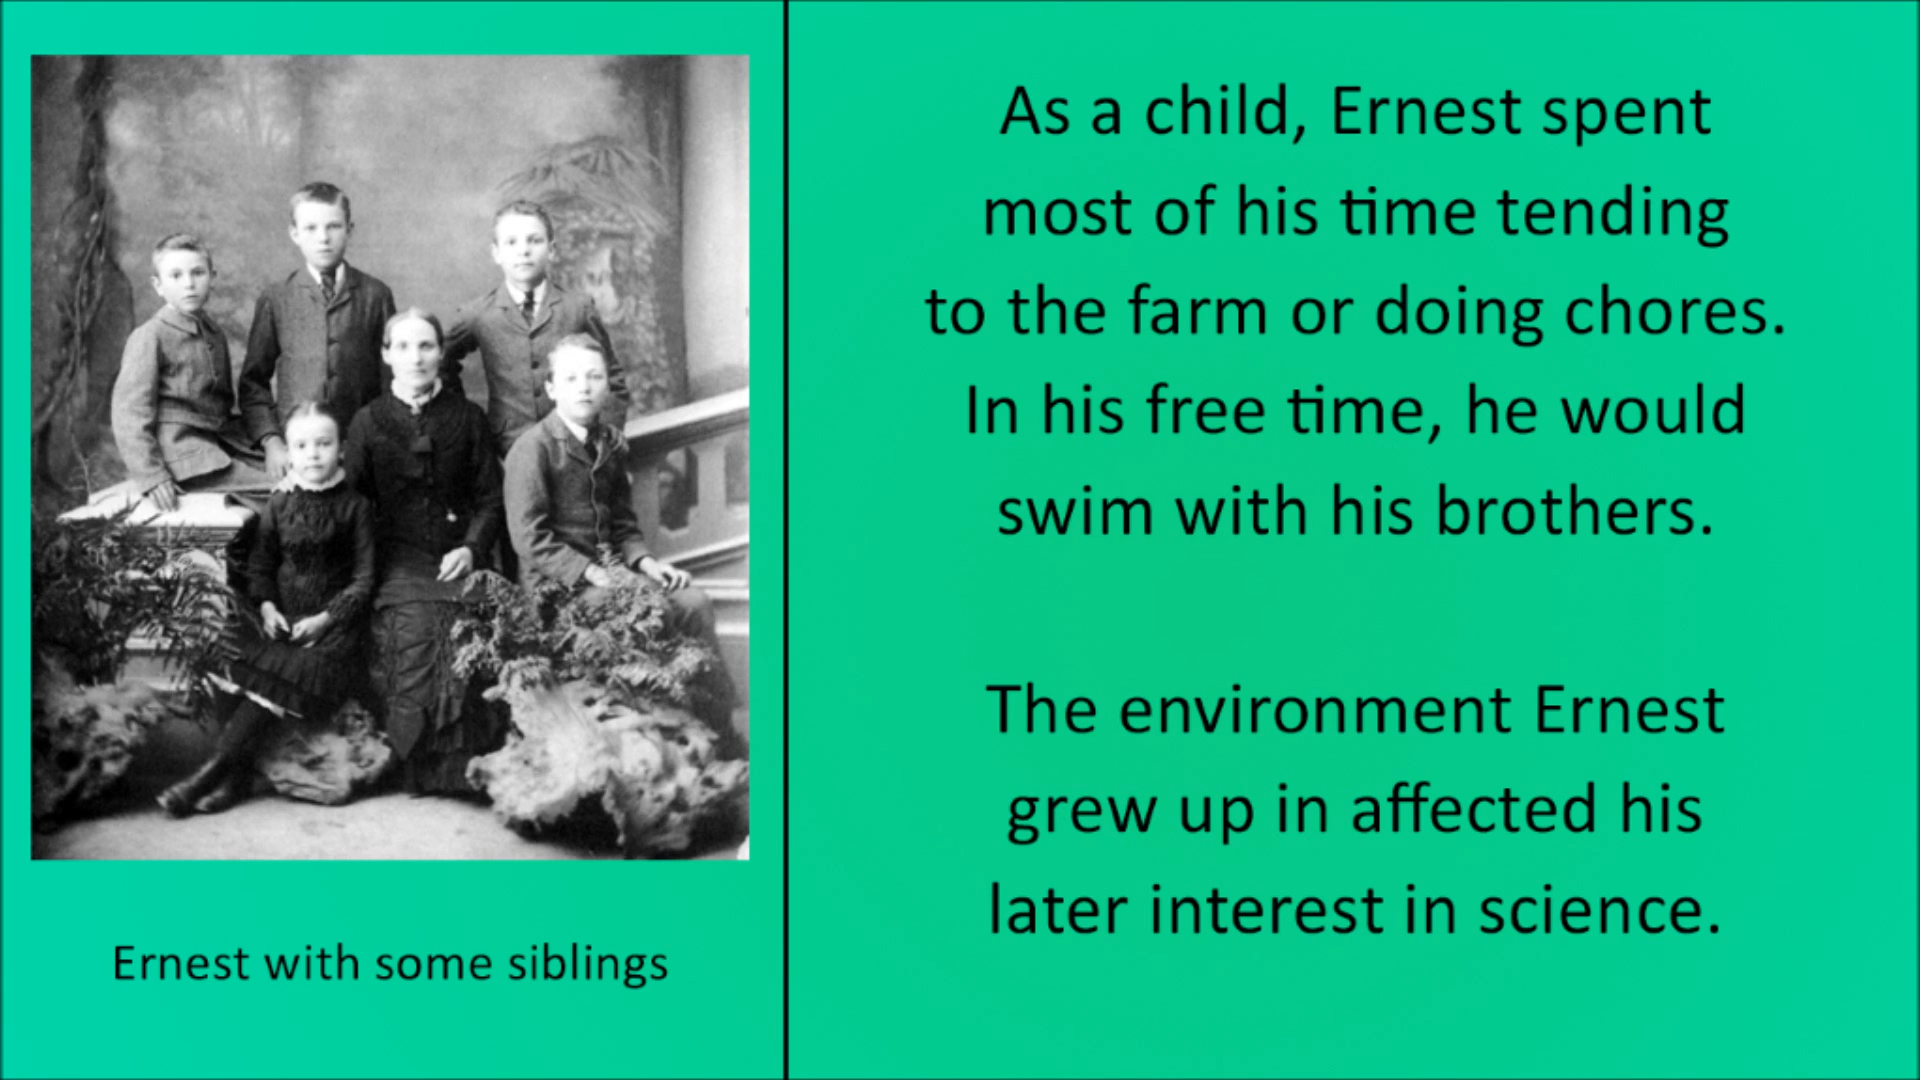 As a child, Ernest spent
most of his time tending
to the farm or doing chores.
In his free time, he would
swim with his brothers.
The environment Ernest
grew up in affected his
later interest in science.
Ernest with some siblings